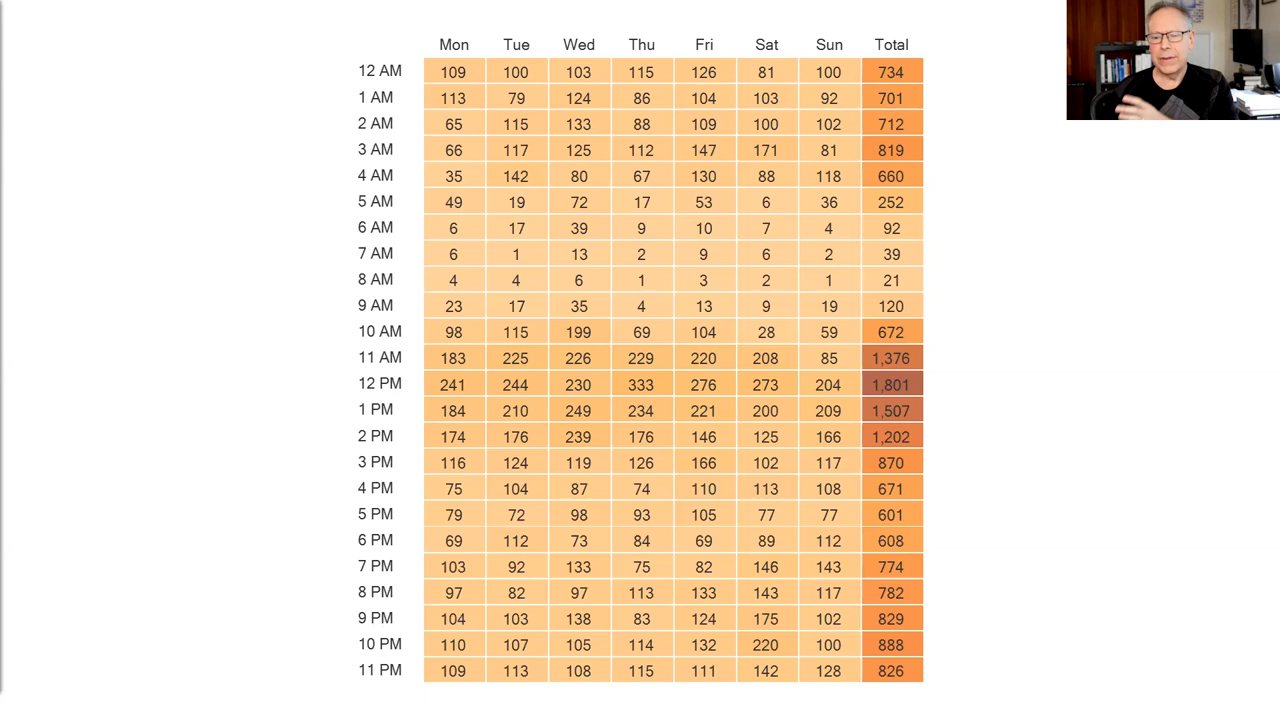 Mon Tue Wed Thu Fri Sat Sun Total
12 AM 109 100 103 115 126 81 100 734
1 AM 113 79 124 86 104 103 92 701
2 AM 65 115 133 88 109 100 102 712
3 AM 66 117 125 112 147 171 81 819
4 AM 35 142 80 67 130 88 118 660
5 AM 49 19 72 17 53 6 36 252
6 AM 6 17 39 9 10 7 4 92
7 AM 6 1 13 2 9 6 2 39
8 AM 4 4 6 1 3 2 1 21
9 AM 23 17 35 4 13 9 19 120
10 AM 98 115 199 69 104 28 59 672
11 AM 183 225 226 229 220 208 85 1,376
12 PM 241 244 230 333 276 273 204 1,801
1 PM 184 210 249 234 221 200 209 1,507
2 PM 174 176 239 176 146 125 166 1,202
3 PM 116 124 119 126 166 102 117 870
4 PM 75 104 87 74 110 113 108 671
5 PM 79 72 98 93 105 77 77 601
6 PM 69 112 73 84 69 89 112 608
7 PM 103 92 133 75 82 146 143 774
8 PM 97 82 97 113 133 143 117 782
9 PM 104 103 138 83 124 175 102 829
10 PM 110 107 105 114 132 220 100 888
11 PM 109 113 108 115 111 142 128 826